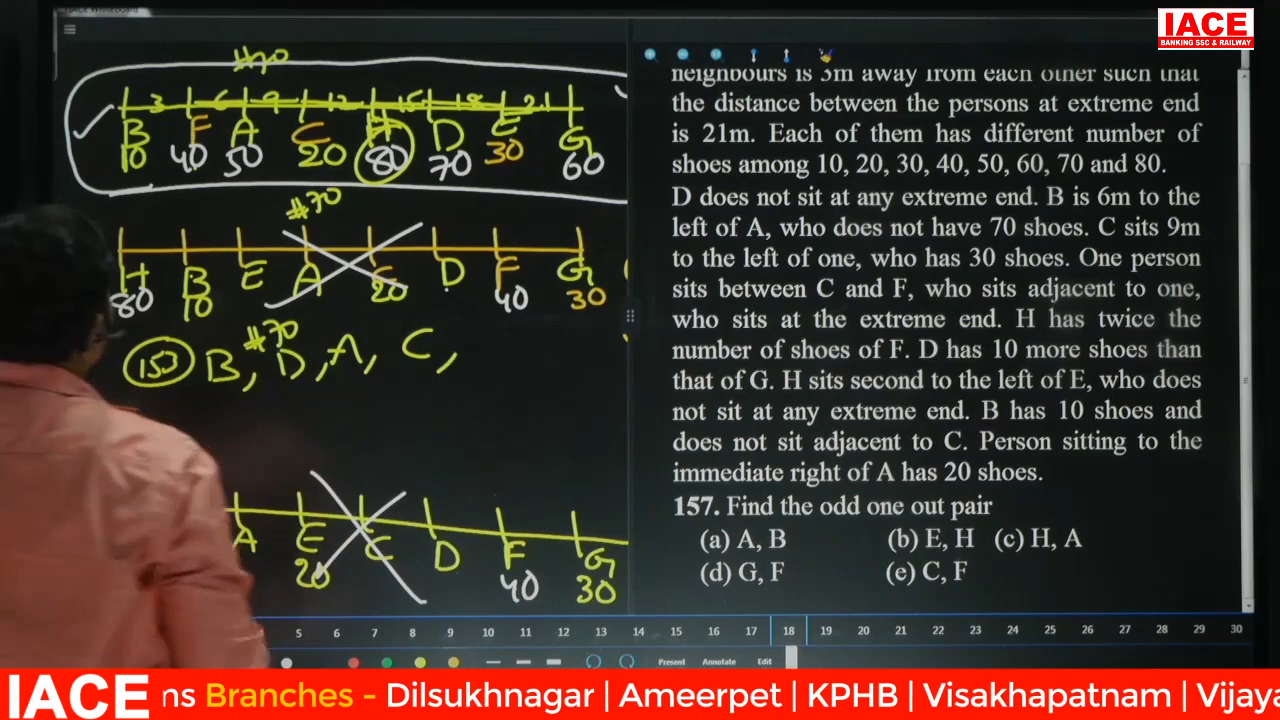 IACE
BANKING SSC & RAILWAY
#70
3 6 9 12 15 18 21
B F A C H D E G
10 40 50 20 80 70 30 60
#70
H B E A C D F G
80 10 20 40 30
#70
153 B, D, A, C,
A E C D F G
20 40 30
neighbours is 3m away from each other such that
the distance between the persons at extreme end
is 21m. Each of them has different number of
shoes among 10, 20, 30, 40, 50, 60, 70 and 80.
D does not sit at any extreme end. B is 6m to the
left of A, who does not have 70 shoes. C sits 9m
to the left of one, who has 30 shoes. One person
sits between C and F, who sits adjacent to one,
who sits at the extreme end. H has twice the
number of shoes of F. D has 10 more shoes than
that of G. H sits second to the left of E, who does
not sit at any extreme end. B has 10 shoes and
does not sit adjacent to C. Person sitting to the
immediate right of A has 20 shoes.
157. Find the odd one out pair
(a) A, B (b) E, H (c) H, A
(d) G, F (e) C, F
5 6 7 8 9 10 11 12 13 14 15 16 17 18 19 20 21 22 23 24 25 26 27 28 29 30
Present Annotate Edit
IACE ns Branches - Dilsukhnagar | Ameerpet | KPHB | Visakhapatnam | Vijaya